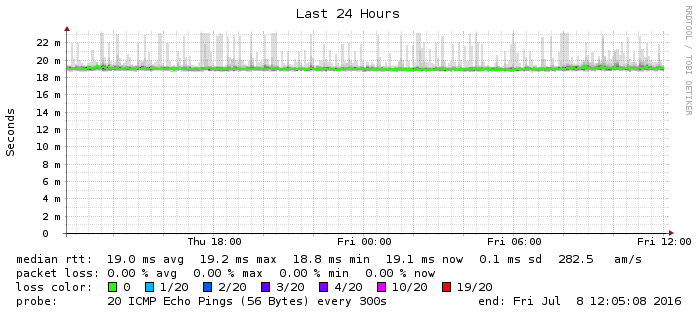 Last 24 Hours
RRDTOOL / TOBI OETIKER
Seconds
22 m
20 m
18 m
16 m
14 m
12 m
10 m
8 m
6 m
4 m
2 m
0
Thu 18:00 Fri 00:00 Fri 06:00 Fri 12:00
median rtt: 19.0 ms avg 19.2 ms max 18.8 ms min 19.1 ms now 0.1 ms sd 282.5 am/s
packet loss: 0.00 % avg 0.00 % max 0.00 % min 0.00 % now
loss color: 0 1/20 2/20 3/20 4/20 10/20 19/20
probe: 20 ICMP Echo Pings (56 Bytes) every 300s end: Fri Jul 8 12:05:08 2016